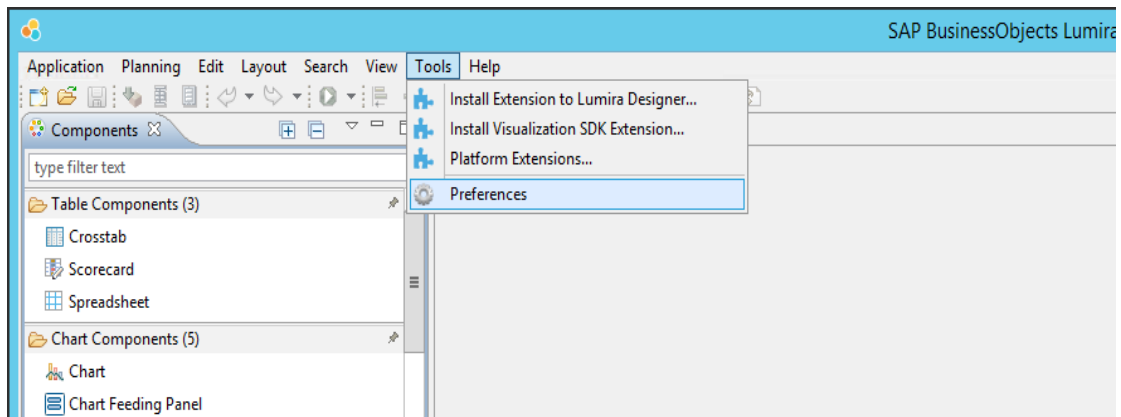 SAP BusinessObjects Lumira
Application Planning Edit Layout Search View Tools Help
Install Extension to Lumira Designer...
Install Visualization SDK Extension...
Platform Extensions...
Preferences
Components
type filter text
Table Components (3)
Crosstab
Scorecard
Spreadsheet
Chart Components (5)
Chart
Chart Feeding Panel